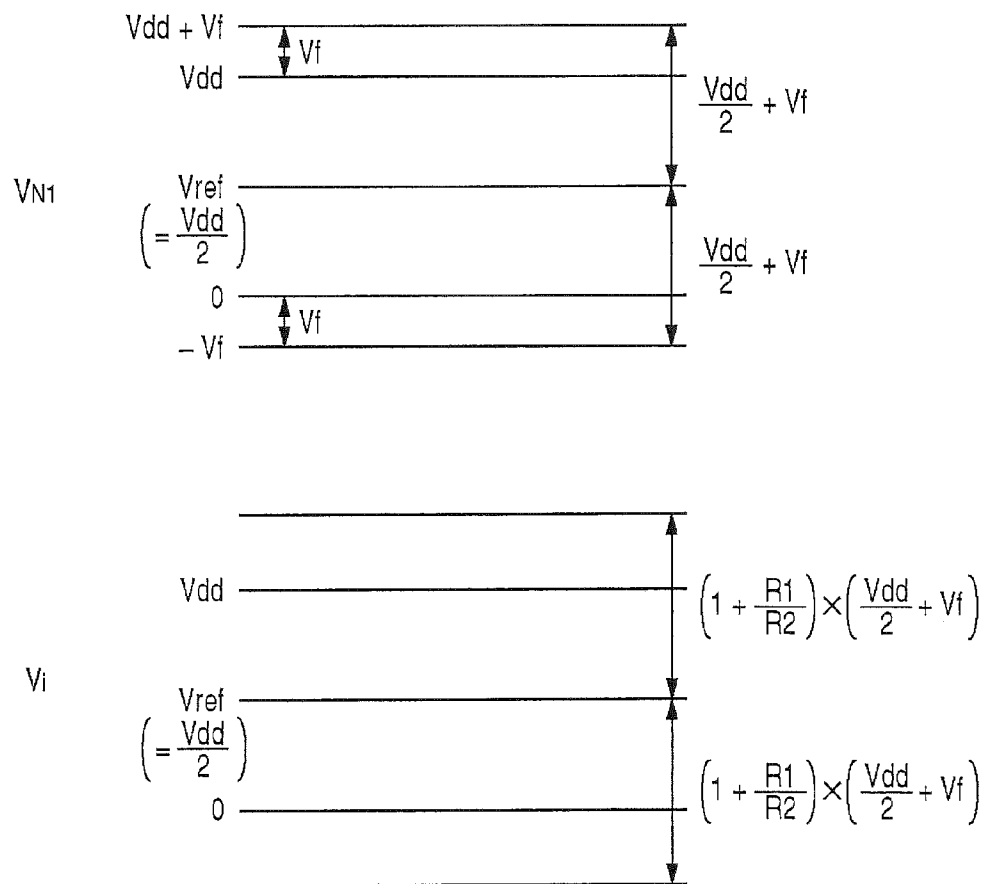 Vdd + Vf
Vf
Vdd
Vdd/2 + Vf
VN1
Vref
(= Vdd/2)
Vdd/2 + Vf
0
Vf
– Vf
Vdd
(1 + R1/R2) × (Vdd/2 + Vf)
Vi
Vref
(= Vdd/2)
0
(1 + R1/R2) × (Vdd/2 + Vf)